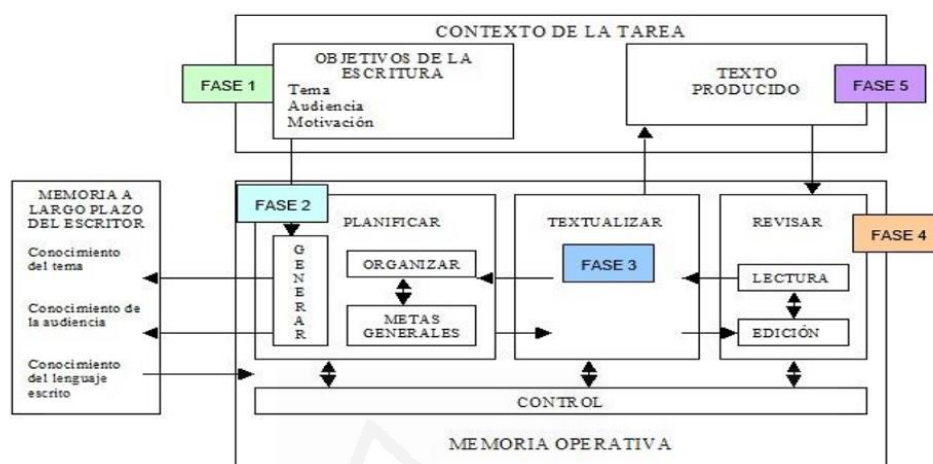 CONTEXTO DE LA TAREA
FASE 1
OBJETIVOS DE LA
ESCRITURA
Tema
Audiencia
Motivación
TEXTO
PRODUCIDO
FASE 5
MEMORIA A
LARGO PLAZO
DEL ESCRITOR
Conocimiento
del tema
Conocimiento de
la audiencia
Conocimiento
del lenguaje
escrito
FASE 2
PLANIFICAR
GENERAR
ORGANIZAR
METAS
GENERALES
TEXTUALIZAR
FASE 3
REVISAR
FASE 4
LECTURA
EDICIÓN
CONTROL
MEMORIA OPERATIVA